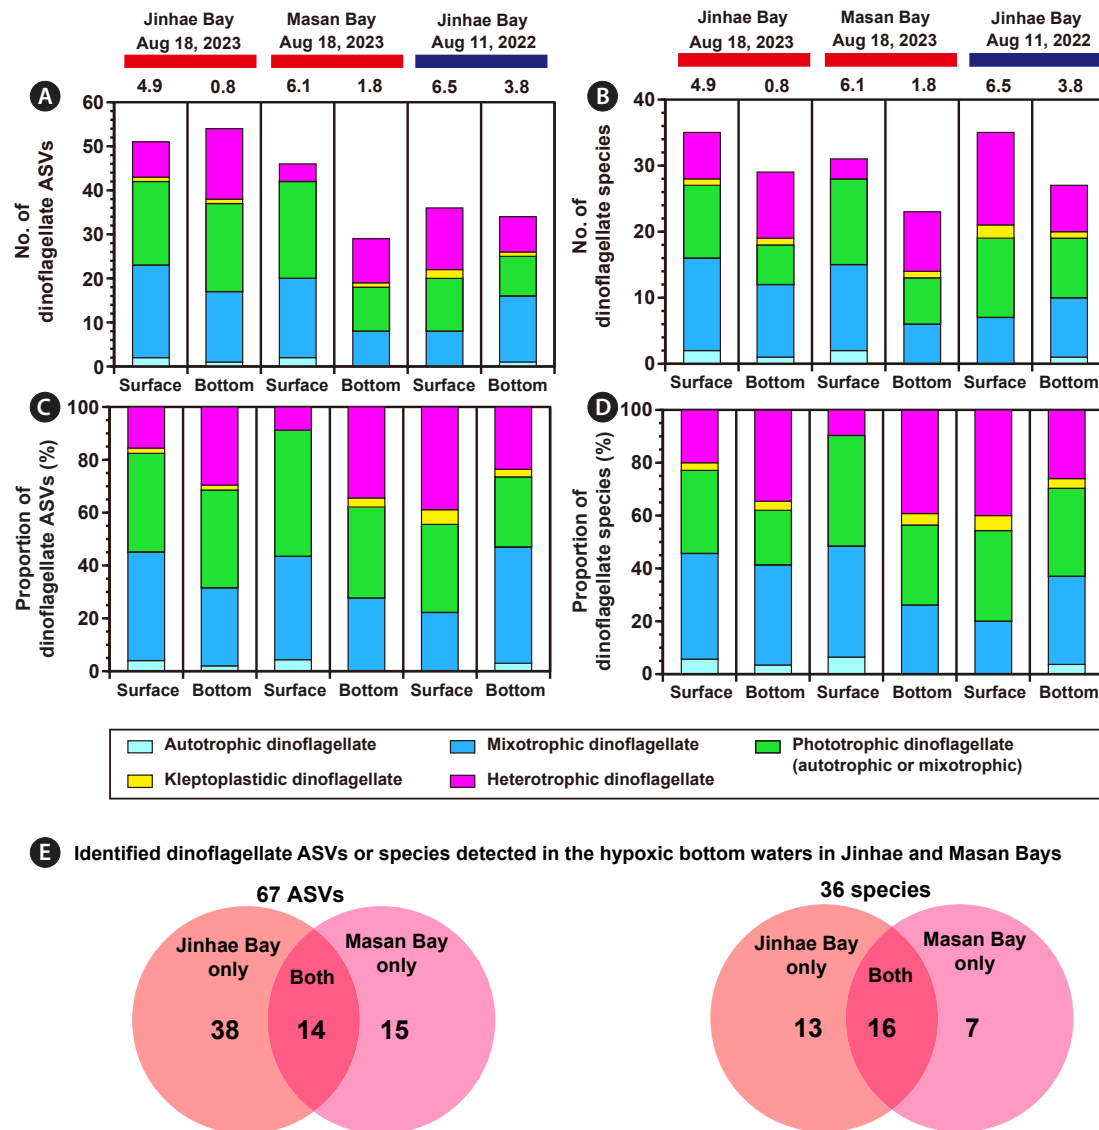 Jinhae Bay
Aug 18, 2023
Masan Bay
Aug 18, 2023
Jinhae Bay
Aug 11, 2022
A
4.9 0.8 6.1 1.8 6.5 3.8
No. of
dinoflagellate ASVs
60
50
40
30
20
10
0
Surface Bottom Surface Bottom Surface Bottom
Jinhae Bay
Aug 18, 2023
Masan Bay
Aug 18, 2023
Jinhae Bay
Aug 11, 2022
B
4.9 0.8 6.1 1.8 6.5 3.8
No. of
dinoflagellate species
40
30
20
10
0
Surface Bottom Surface Bottom Surface Bottom
C
Proportion of
dinoflagellate ASVs (%)
100
80
60
40
20
0
Surface Bottom Surface Bottom Surface Bottom
D
Proportion of
dinoflagellate species (%)
100
80
60
40
20
0
Surface Bottom Surface Bottom Surface Bottom
Autotrophic dinoflagellate
Mixotrophic dinoflagellate
Phototrophic dinoflagellate
(autotrophic or mixotrophic)
Kleptoplastidic dinoflagellate
Heterotrophic dinoflagellate
E Identified dinoflagellate ASVs or species detected in the hypoxic bottom waters in Jinhae and Masan Bays
67 ASVs
Jinhae Bay
only
Both
Masan Bay
only
38 14 15
36 species
Jinhae Bay
only
Both
Masan Bay
only
13 16 7